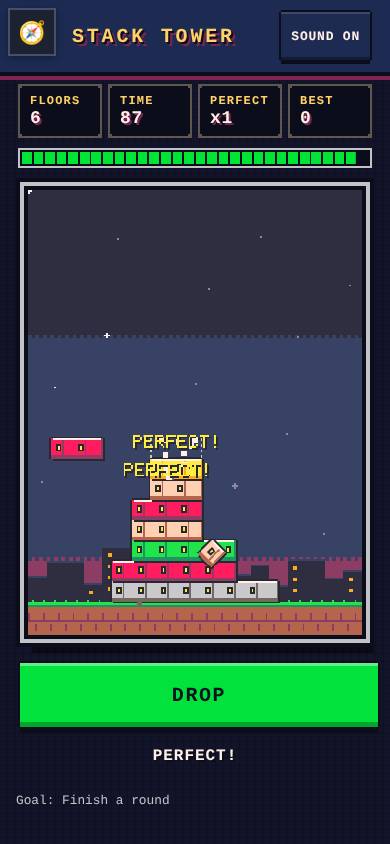 STACK TOWER
SOUND ON
FLOORS
6
TIME
87
PERFECT
x1
BEST
0
PERFECT!
PERFECT!
DROP
PERFECT!
Goal: Finish a round